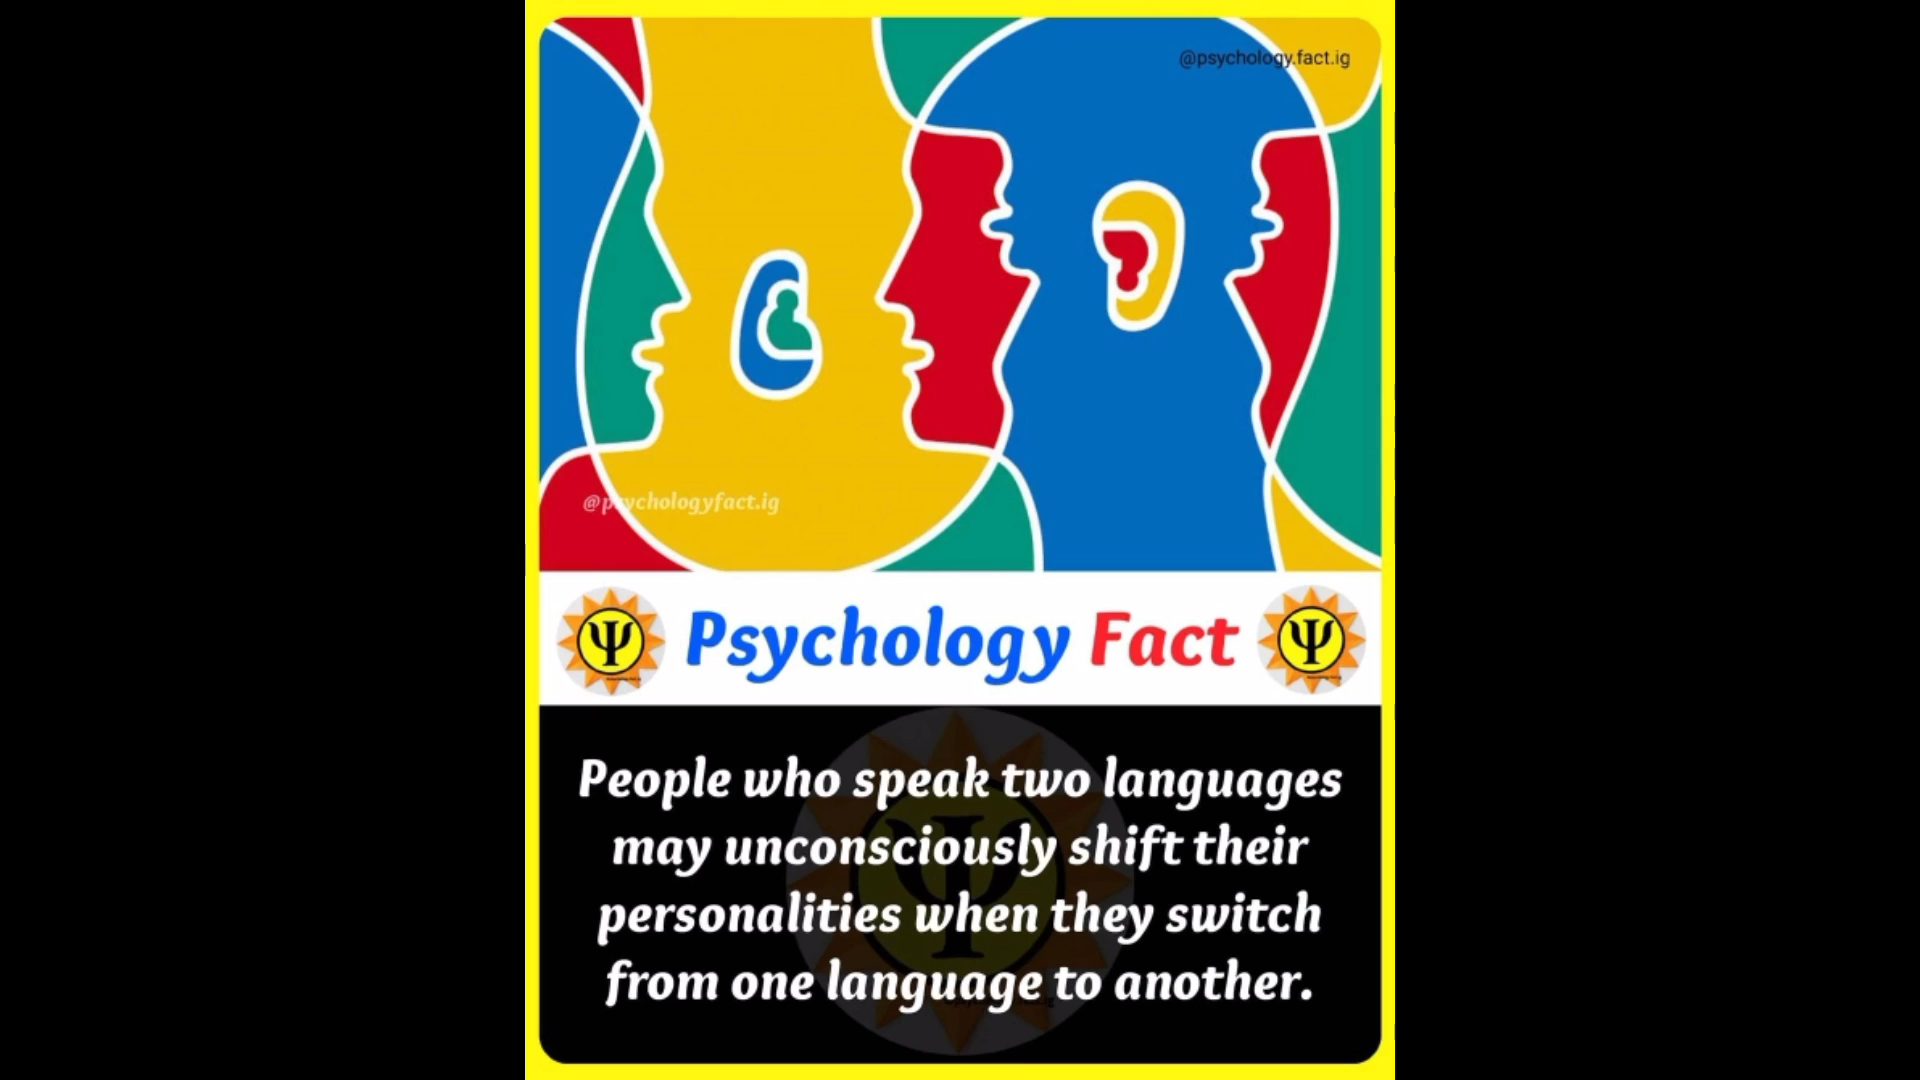 @psychology.fact.ig
@psychologyfact.ig
Psychology Fact
People who speak two languages
may unconsciously shift their
personalities when they switch
from one language to another.